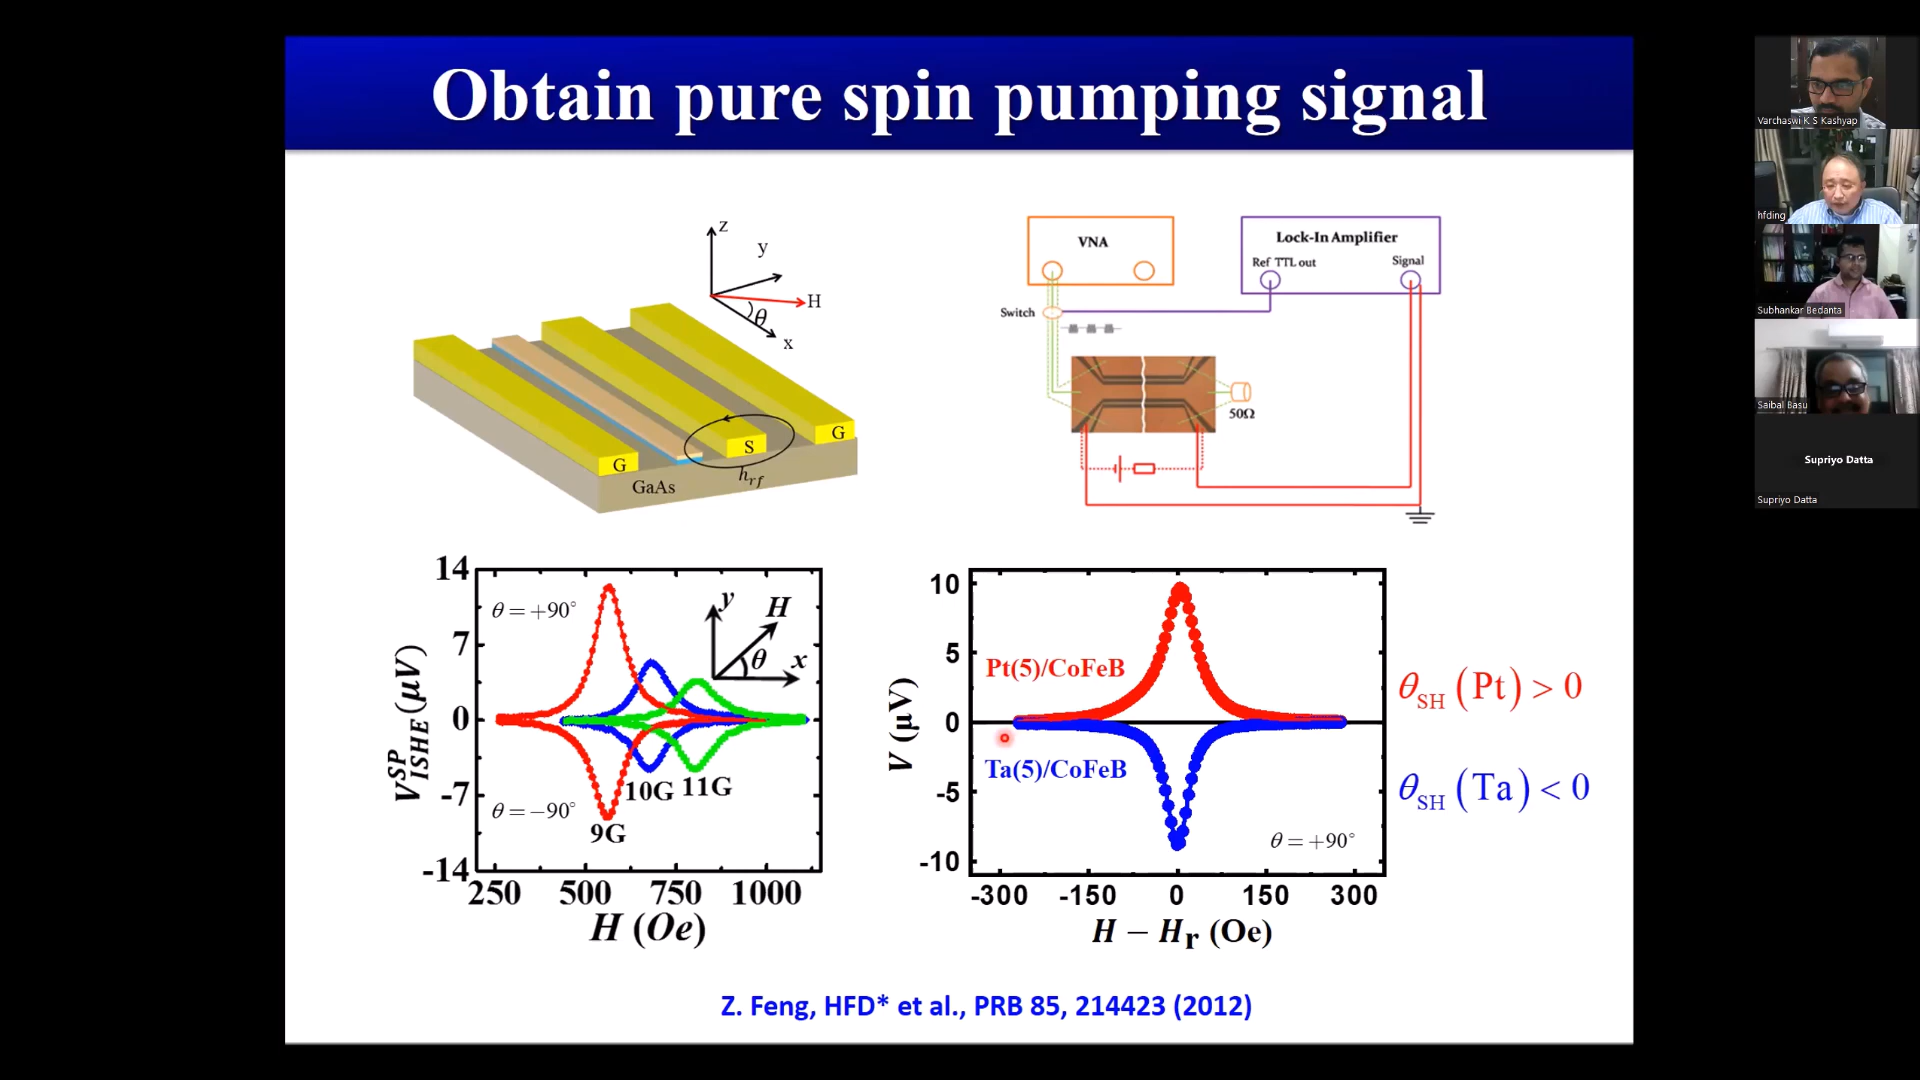 Obtain pure spin pumping signal
z
y
H
θ
x
G
S
G
GaAs
h_rf
VNA
Lock-In Amplifier
Ref TTL out
Signal
Switch
50Ω
14
7
0
-7
-14
V^SP_ISHE (μV)
θ = +90°
θ = −90°
y
H
θ
x
10G
11G
9G
250
500
750
1000
H (Oe)
10
5
0
-5
-10
V (μV)
Pt(5)/CoFeB
Ta(5)/CoFeB
θ = +90°
-300
-150
0
150
300
H − H_r (Oe)
θ_SH (Pt) > 0
θ_SH (Ta) < 0
Z. Feng, HFD* et al., PRB 85, 214423 (2012)
Varchaswi K S Kashyap
hfding
Subhankar Bedanta
Saibal Basu
Supriyo Datta
Supriyo Datta